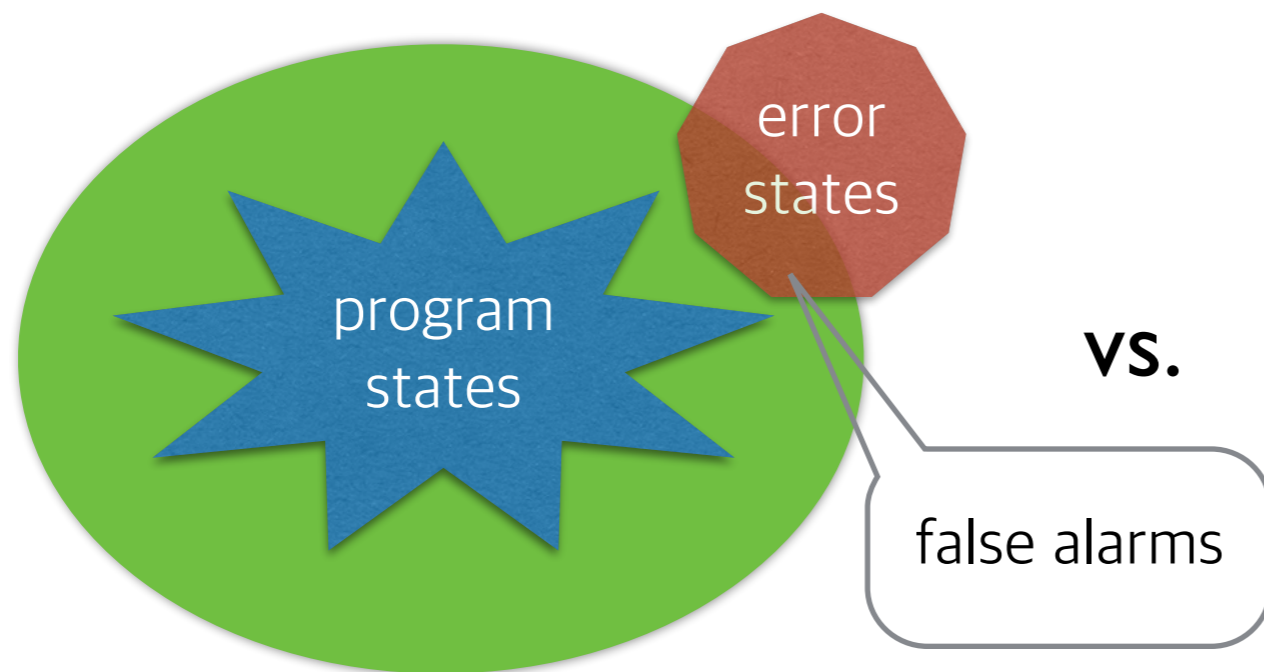 error
states
program
states
vs.
false alarms